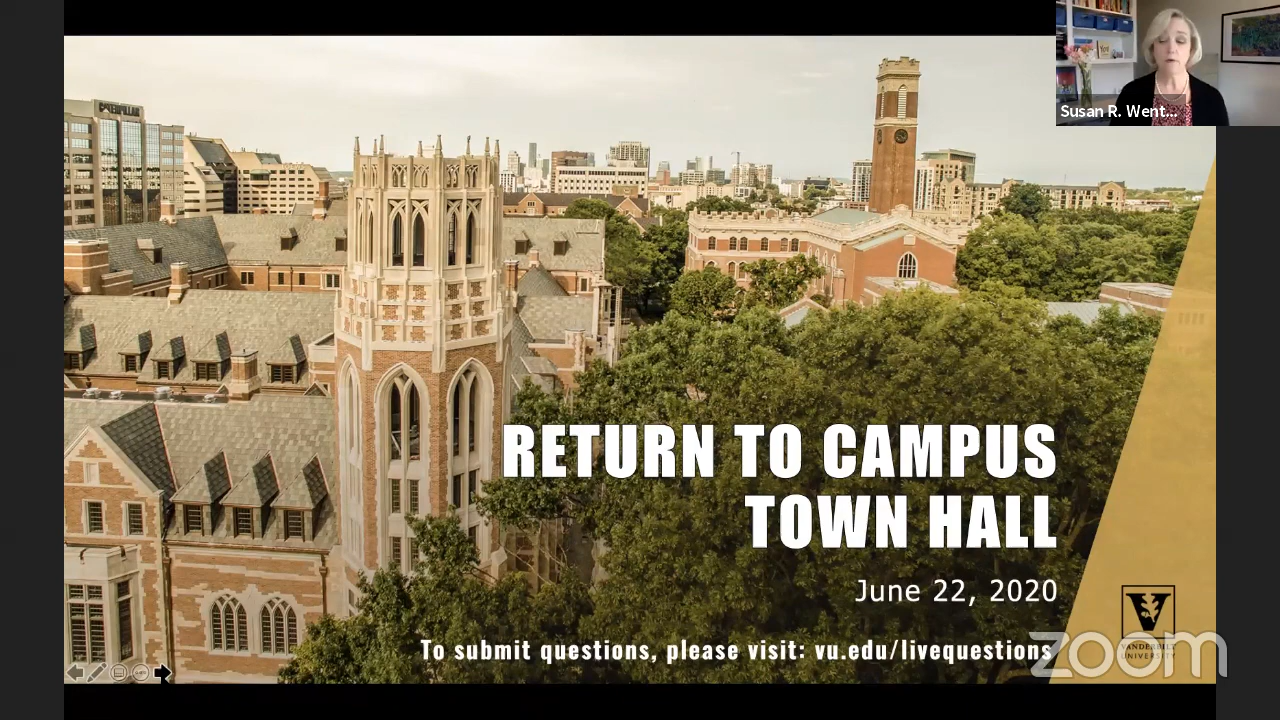 Susan R. Went...
CATERPILLAR
RETURN TO CAMPUS
TOWN HALL
June 22, 2020
To submit questions, please visit: vu.edu/livequestions
V
VANDERBILT
UNIVERSITY
zoom